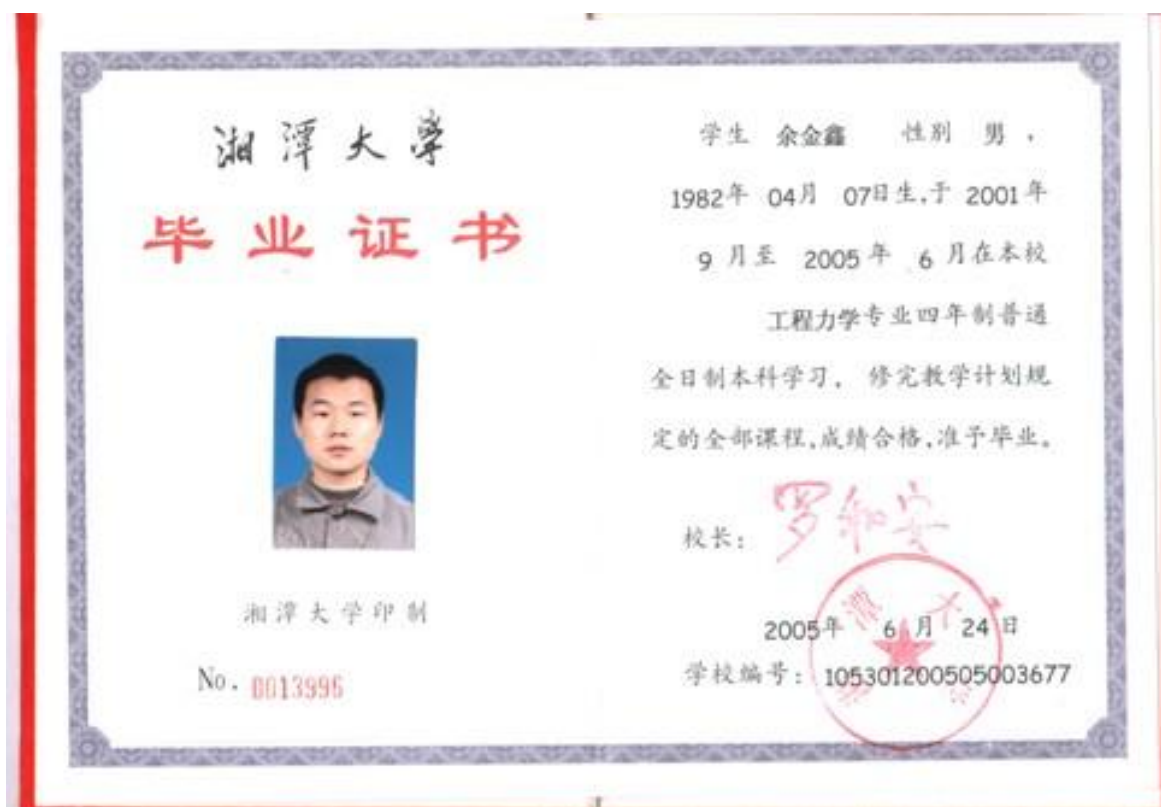 湘潭大學
毕业证书
湘潭大学印制
No. 0013996
学生 余金鑫 性别 男，
1982年 04月 07日生,于 2001年
9 月至 2005年 6 月在本校
工程力学专业四年制普通
全日制本科学习， 修完教学计划规
定的全部课程,成绩合格,准予毕业。
校长: 罗和安
2005年 6 月 24 日
学校编号: 105301200505003677
湘潭大学